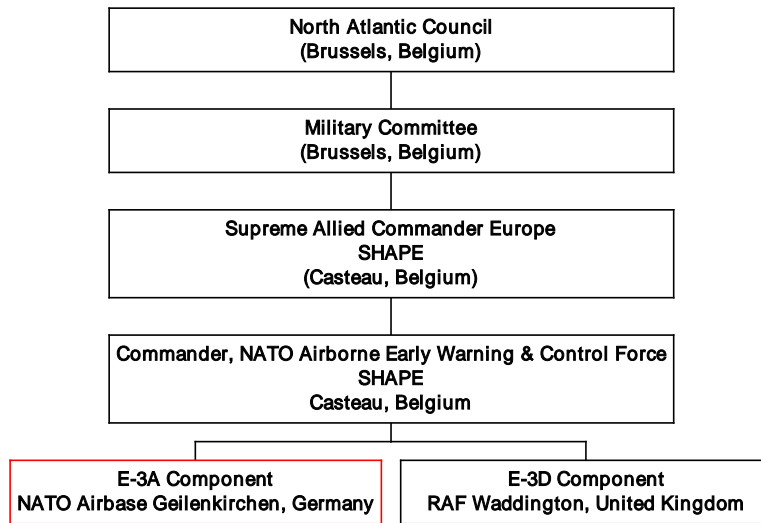 North Atlantic Council
(Brussels, Belgium)
Military Committee
(Brussels, Belgium)
Supreme Allied Commander Europe
SHAPE
(Casteau, Belgium)
Commander, NATO Airborne Early Warning & Control Force
SHAPE
Casteau, Belgium
E-3A Component
NATO Airbase Geilenkirchen, Germany
E-3D Component
RAF Waddington, United Kingdom